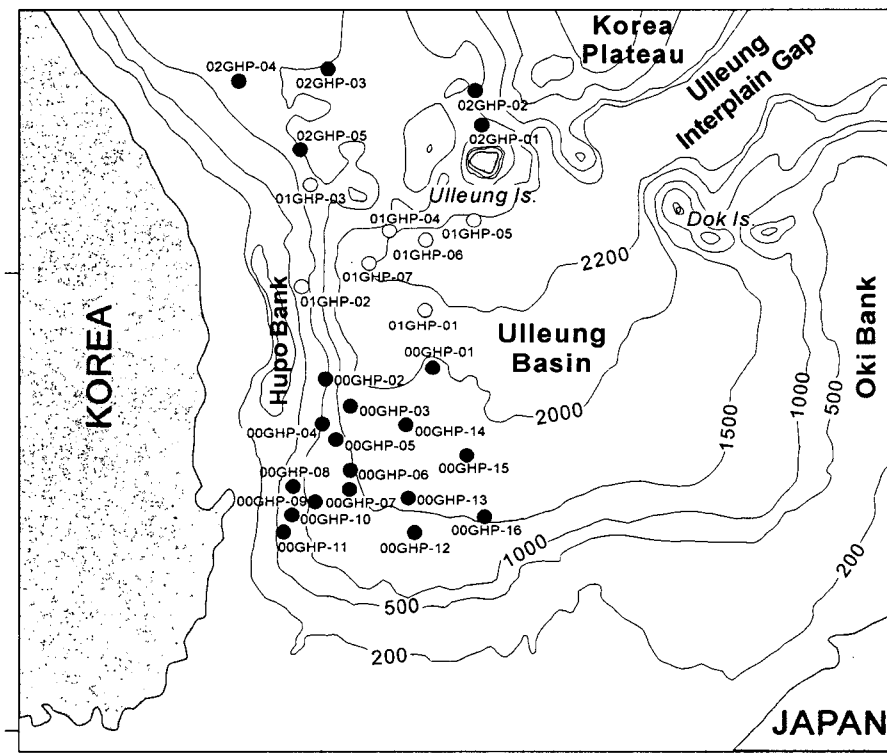 Korea
Plateau
Ulleung
Interplain Gap
02GHP-04
02GHP-03
02GHP-02
02GHP-01
02GHP-05
01GHP-03
Ulleung Is.
Dok Is.
01GHP-04
01GHP-05
01GHP-06
01GHP-07
2200
01GHP-02
01GHP-01
KOREA
Hupo Bank
Ulleung
Basin
Oki Bank
00GHP-01
00GHP-02
2000
1500
1000
500
00GHP-03
00GHP-04
00GHP-14
00GHP-05
00GHP-15
00GHP-08
00GHP-06
00GHP-09
00GHP-07
00GHP-13
00GHP-10
00GHP-16
00GHP-11
00GHP-12
1000
500
200
200
JAPAN